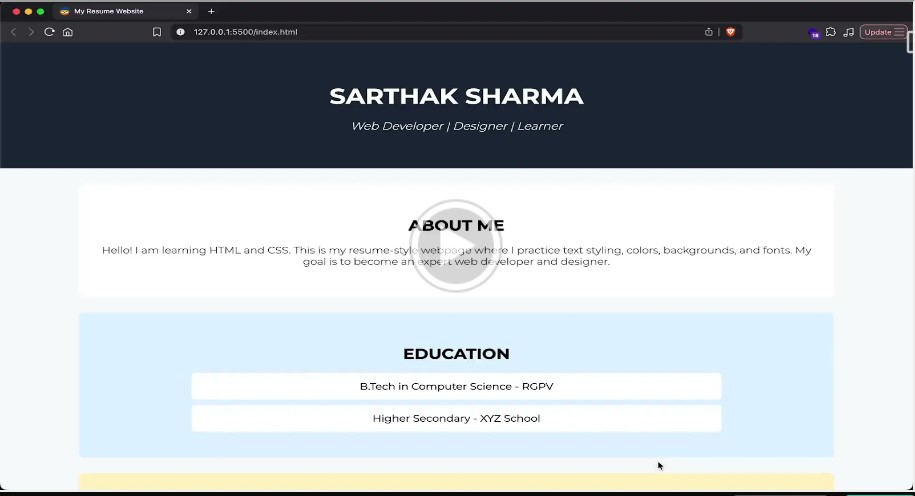 My Resume Website
127.0.0.1:5500/index.html
18
Update
SARTHAK SHARMA
Web Developer | Designer | Learner
ABOUT ME
Hello! I am learning HTML and CSS. This is my resume-style webpage where I practice text styling, colors, backgrounds, and fonts. My
goal is to become an expert web developer and designer.
EDUCATION
B.Tech in Computer Science - RGPV
Higher Secondary - XYZ School